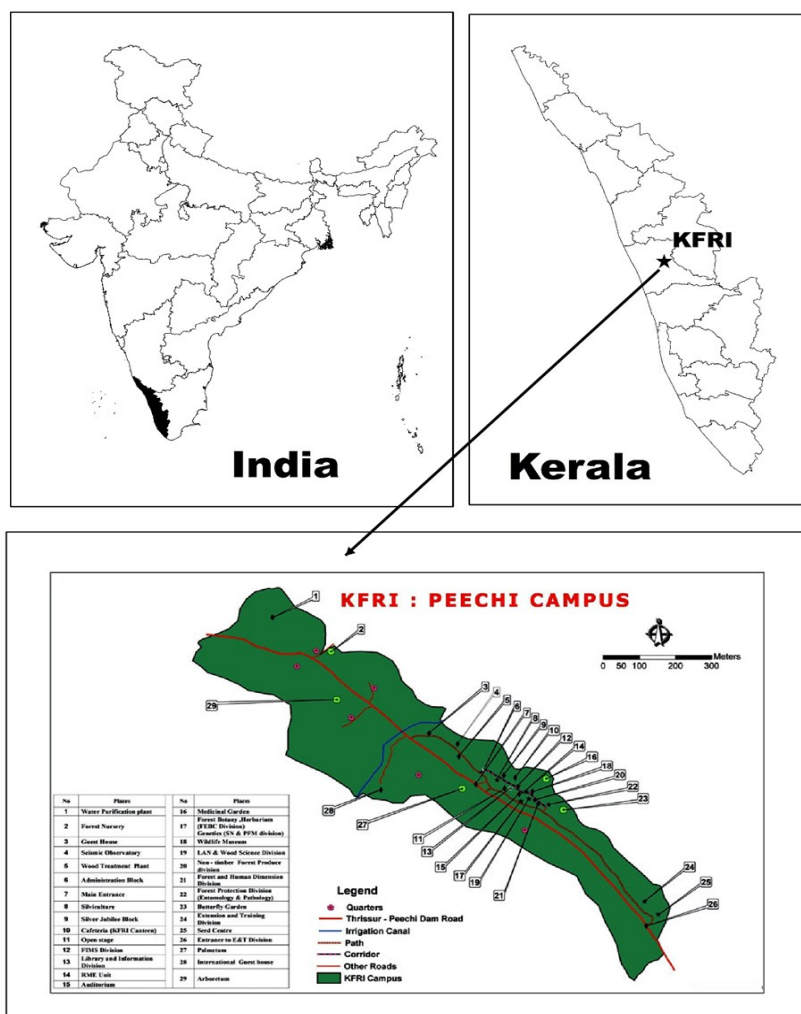 India
KFRI
Kerala
KFRI : PEECHI CAMPUS
Meters
0 50 100 200 300
1
2
3
4
5
6
7
8
9
10
12
14
16
18
20
22
23
29
28
27
11
13
15
17
19
21
24
25
26
No Places No Places
1 Water Purification plant 16 Medicinal Garden
2 Forest Nursery 17 Forest Botany ,Herbarium
(FEBC Division)
Genetics (SN & PFM division)
3 Guest House 18 Wildlife Museum
4 Seismic Observatory 19 LAN & Wood Science Division
5 Wood Treatment Plant 20 Non - timber Forest Produce
division
6 Administration Block 21 Forest and Human Dimension
Division
7 Main Entrance 22 Forest Protection Division
(Entomology & Pathology)
8 Silviculture 23 Butterfly Garden
9 Silver Jubilee Block 24 Extension and Training
Division
10 Cafeteria (KFRI Canteen) 25 Seed Centre
11 Open stage 26 Entrance to E&T Division
12 FIMS Division 27 Palmetum
13 Library and Information
Division 28 International Guest house
14 RME Unit 29 Arboretum
15 Auditorium
Legend
Quarters
Thrissur - Peechi Dam Road
Irrigation Canal
Path
Corridor
Other Roads
KFRI Campus